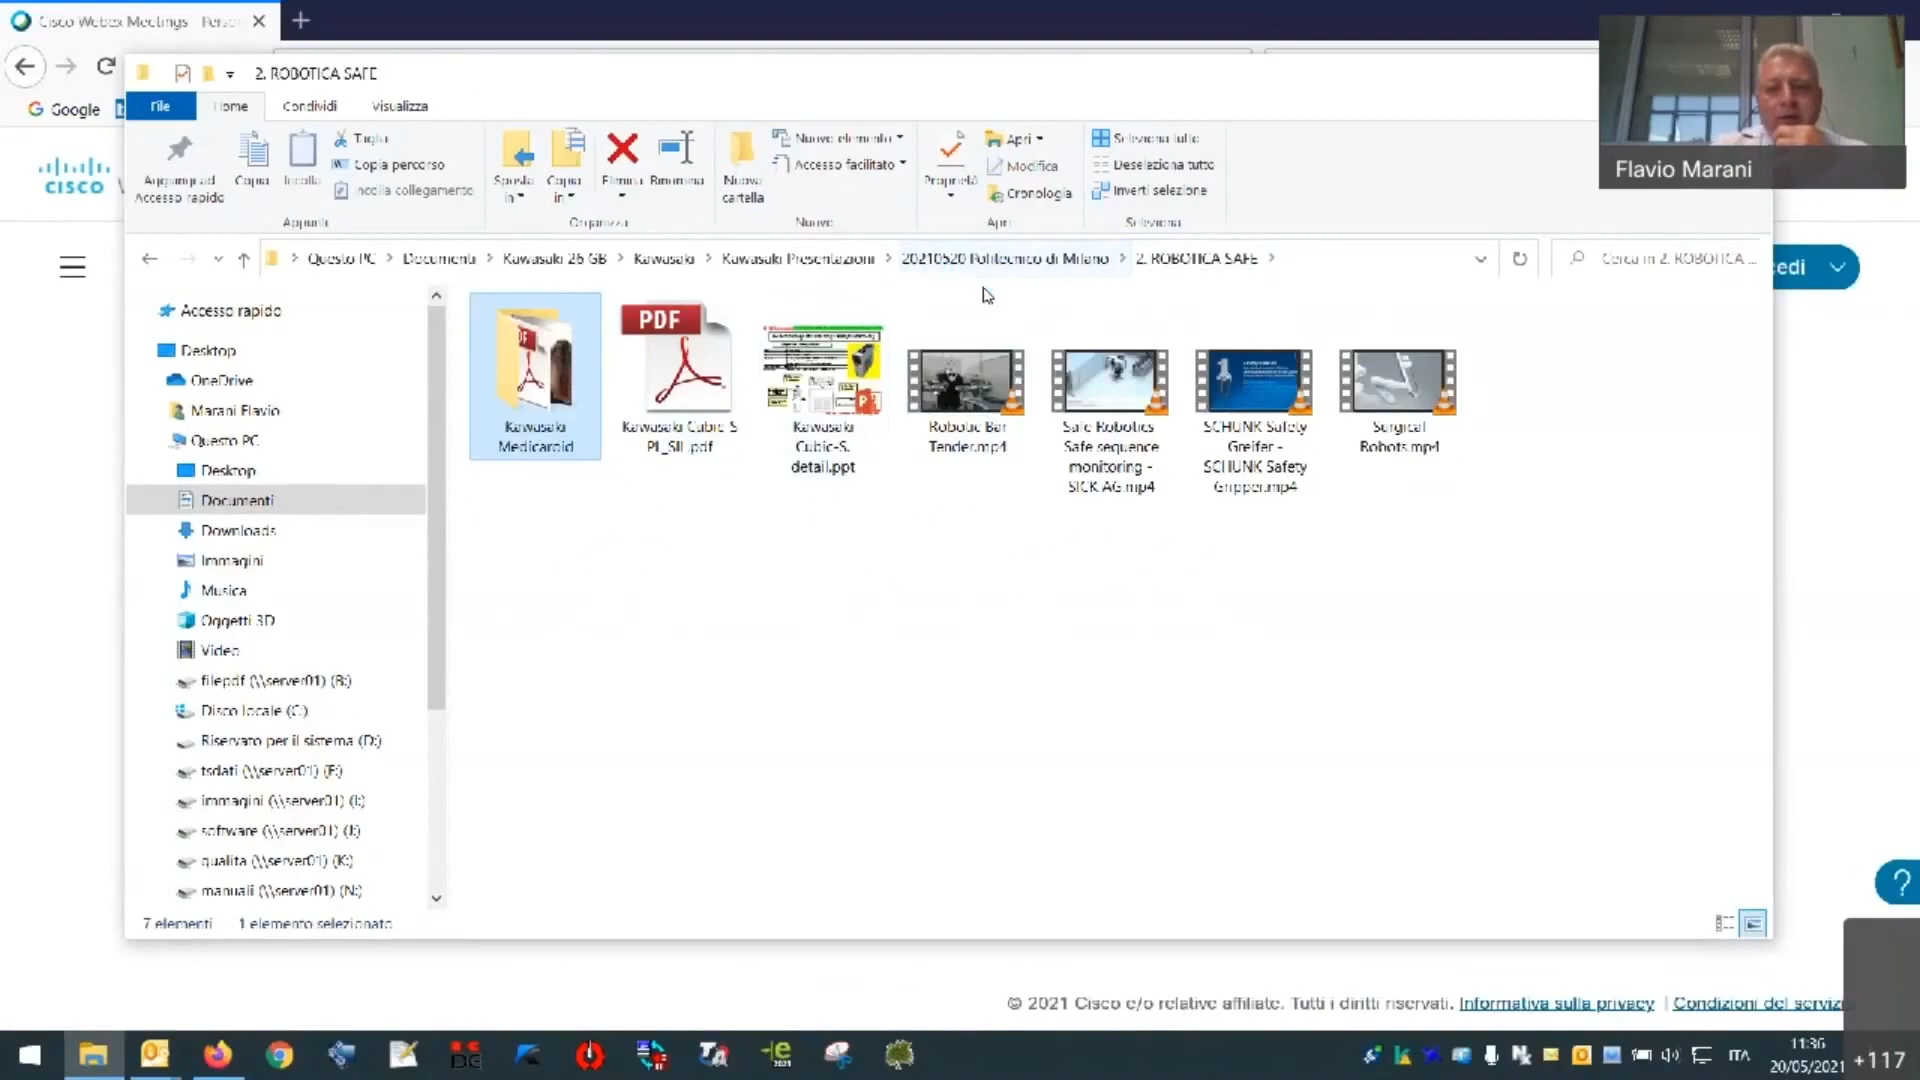 Cisco Webex Meetings - Perso
2. ROBOTICA SAFE
Google
File
Home
Condividi
Visualizza
Aggiungi ad Accesso rapido
Copia
Incolla
Taglia
Copia percorso
Incolla collegamento
Appunti
Sposta in
Copia in
Elimina
Rinomina
Organizza
Nuova cartella
Nuovo elemento
Accesso facilitato
Nuovo
Proprietà
Apri
Modifica
Cronologia
Apri
Seleziona tutto
Deseleziona tutto
Inverti selezione
Seleziona
Flavio Marani
CISCO
Questo PC > Documenti > Kawasaki 26 GB > Kawasaki > Kawasaki Presentazioni > 20210520 Politecnico di Milano > 2. ROBOTICA SAFE >
Cerca in 2. ROBOTICA ...
edi
Accesso rapido
Desktop
OneDrive
Marani Flavio
Questo PC
Desktop
Documenti
Downloads
Immagini
Musica
Oggetti 3D
Video
filepdf (\\server01) (B:)
Disco locale (C:)
Riservato per il sistema (D:)
tsdati (\\server01) (F:)
immagini (\\server01) (I:)
software (\\server01) (J:)
qualita (\\server01) (K:)
manuali (\\server01) (N:)
PDF
Kawasaki Medicaroid
Kawasaki Cubic-S PL_SIL.pdf
Kawasaki Cubic-S. detail.ppt
Robotic Bar Tender.mp4
Safe Robotics Safe sequence monitoring - SICK AG.mp4
SCHUNK Safety Greifer - SCHUNK Safety Gripper.mp4
Surgical Robots.mp4
7 elementi
1 elemento selezionato
?
© 2021 Cisco e/o relative affiliate. Tutti i diritti riservati. Informativa sulla privacy | Condizioni del servizi
ITA
11:36
20/05/2021
+117